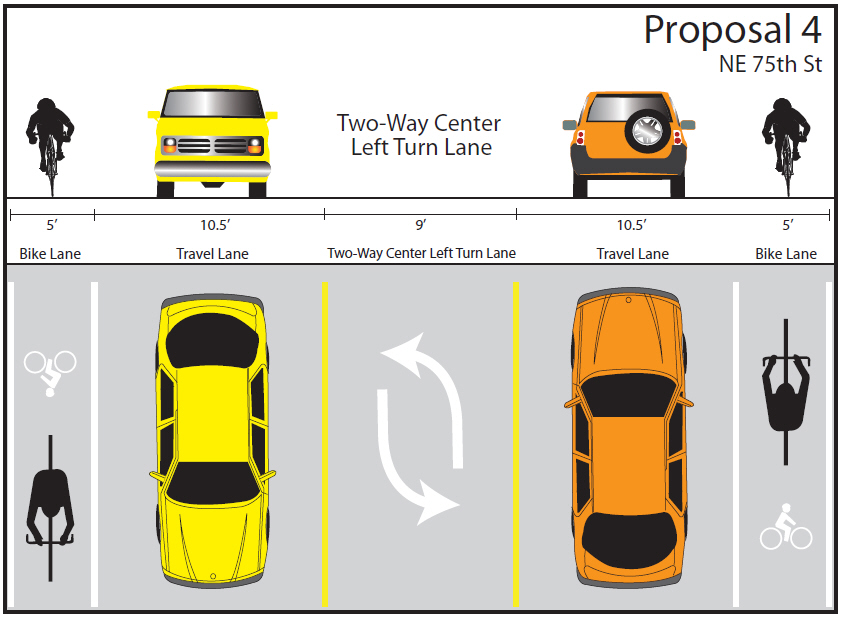 Proposal 4
NE 75th St
Two-Way Center
Left Turn Lane
5’ 10.5’ 9’ 10.5’ 5’
Bike Lane Travel Lane Two-Way Center Left Turn Lane Travel Lane Bike Lane